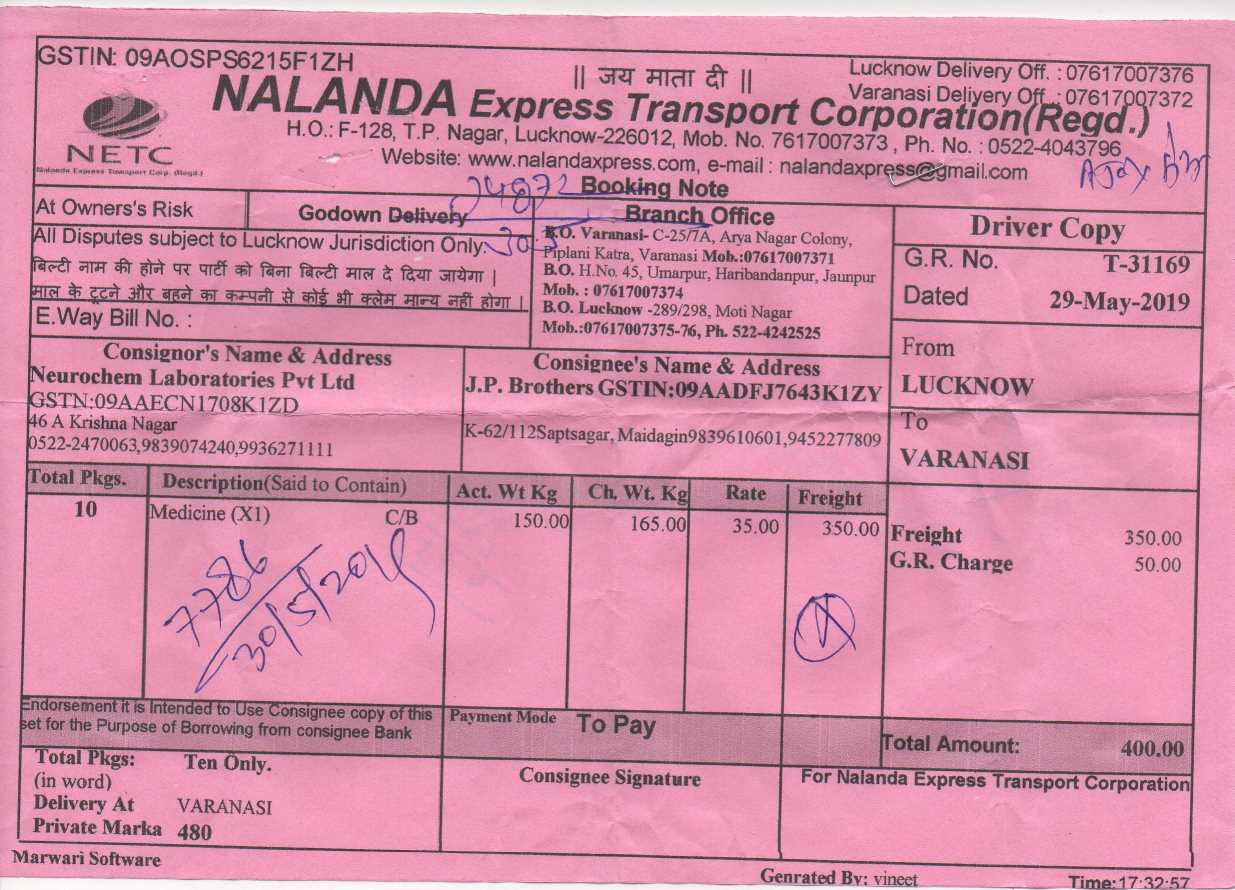 GSTIN: 09AOSPS6215F1ZH
|| जय माता दी ||
Lucknow Delivery Off. : 07617007376
Varanasi Delivery Off. : 07617007372
NALANDA Express Transport Corporation(Regd.)
H.O.: F-128, T.P. Nagar, Lucknow-226012, Mob. No. 7617007373 , Ph. No. : 0522-4043796
Website: www.nalandaxpress.com, e-mail : nalandaxpress@gmail.com
NETC
Nalanda Express Transport Corp. (Regd.)
24872
Booking Note
At Owners's Risk
Godown Delivery
30.5
All Disputes subject to Lucknow Jurisdiction Only.
बिल्टी नाम की होने पर पार्टी को बिना बिल्टी माल दे दिया जायेगा |
माल के टूटने और बहने का कम्पनी से कोई भी क्लेम मान्य नहीं होगा |
E.Way Bill No. :
Branch Office
B.O. Varanasi- C-25/7A, Arya Nagar Colony,
Piplani Katra, Varanasi Mob.:07617007371
B.O. H.No. 45, Umarpur, Haribandanpur, Jaunpur
Mob. : 07617007374
B.O. Lucknow -289/298, Moti Nagar
Mob.:07617007375-76, Ph. 522-4242525
Driver Copy
G.R. No. T-31169
Dated 29-May-2019
From
LUCKNOW
To
VARANASI
Consignor's Name & Address
Neurochem Laboratories Pvt Ltd
GSTN:09AAECN1708K1ZD
46 A Krishna Nagar
0522-2470063,9839074240,9936271111
Consignee's Name & Address
J.P. Brothers GSTIN:09AADFJ7643K1ZY
K-62/112Saptsagar, Maidagin9839610601,9452277809
Total Pkgs. Description(Said to Contain) Act. Wt Kg Ch. Wt. Kg Rate Freight
10 Medicine (X1) C/B 150.00 165.00 35.00 350.00
7786
30/5/2019
Freight 350.00
G.R. Charge 50.00
Endorsement it is Intended to Use Consignee copy of this
set for the Purpose of Borrowing from consignee Bank
Payment Mode To Pay
Total Amount: 400.00
Total Pkgs: Ten Only.
(in word)
Delivery At VARANASI
Private Marka 480
Consignee Signature
For Nalanda Express Transport Corporation
Marwari Software
Genrated By: vineet
Time:17:32:57